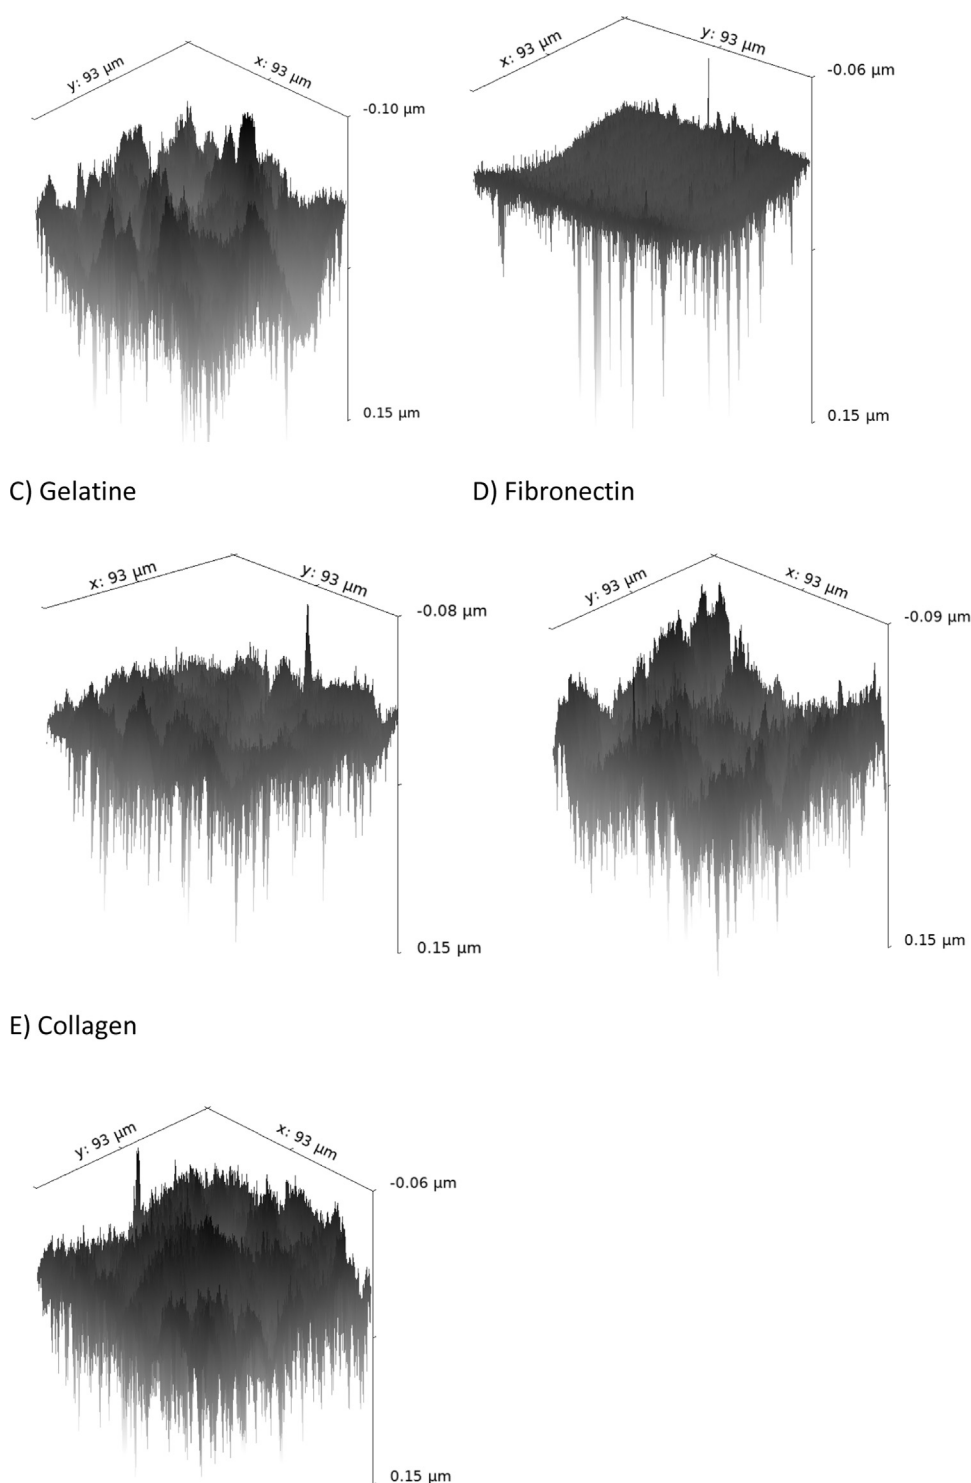 y: 93 µm
x: 93 µm
-0.10 µm
0.15 µm
x: 93 µm
y: 93 µm
-0.06 µm
0.15 µm
C) Gelatine
D) Fibronectin
x: 93 µm
y: 93 µm
-0.08 µm
0.15 µm
y: 93 µm
x: 93 µm
-0.09 µm
0.15 µm
E) Collagen
y: 93 µm
x: 93 µm
-0.06 µm
0.15 µm